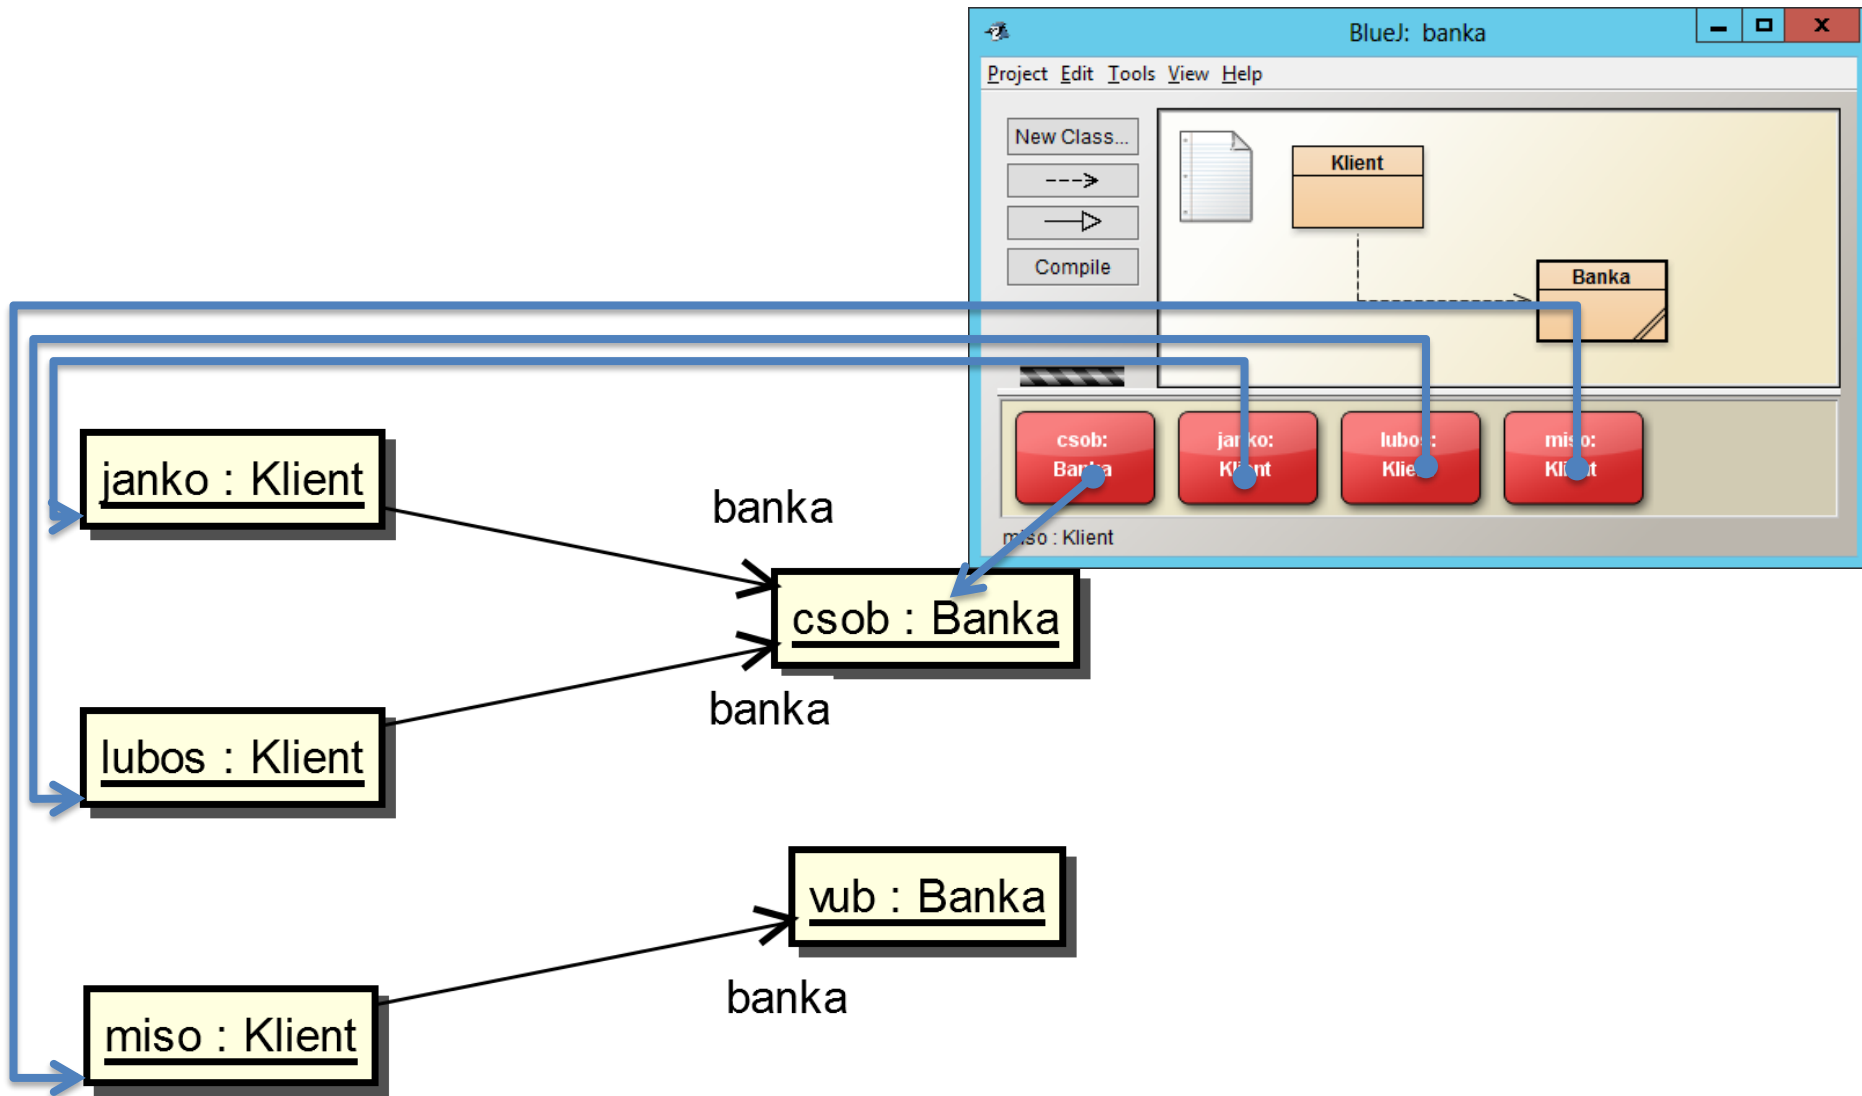 BlueJ: banka
Project Edit Tools View Help
New Class...
Compile
Klient
Banka
csob:
Banka
janko:
Klient
lubos:
Klient
miso:
Klient
miso : Klient
janko : Klient
banka
csob : Banka
banka
lubos : Klient
vub : Banka
banka
miso : Klient